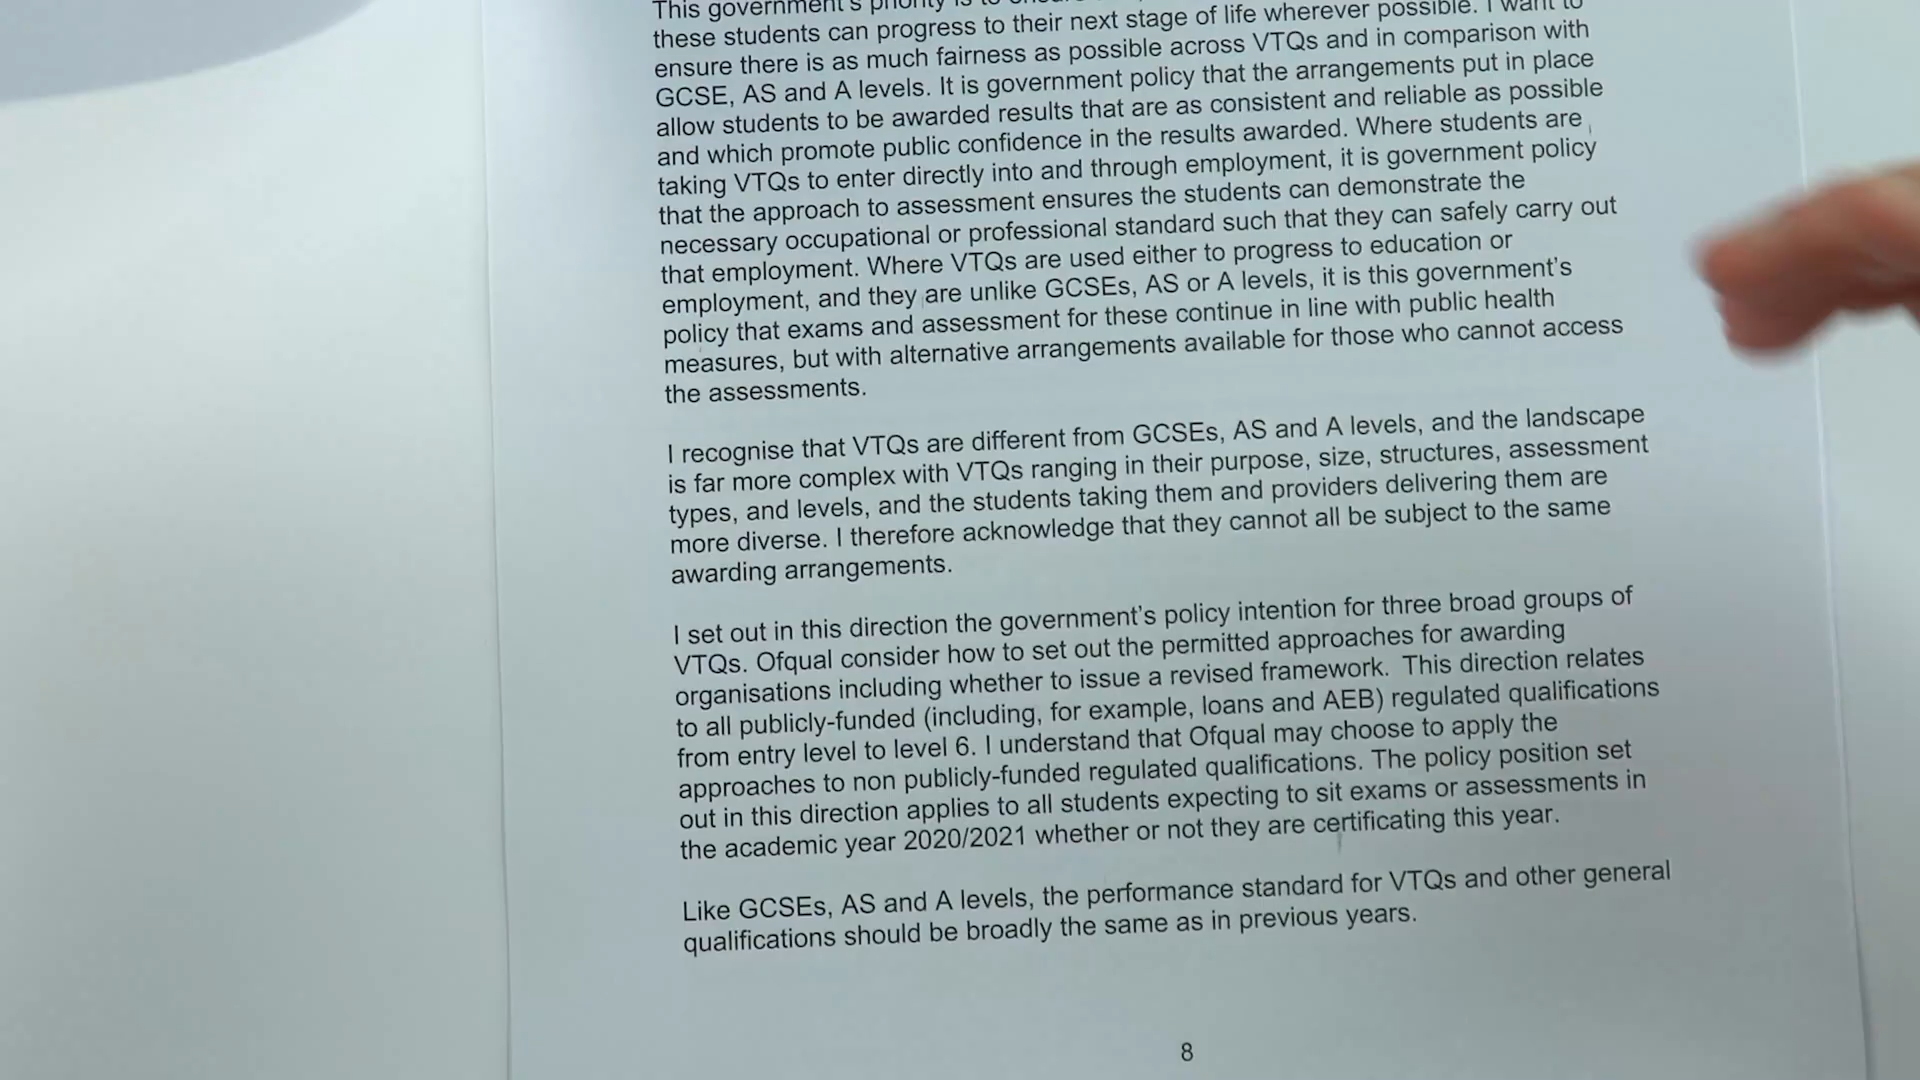 This government's priority is to ensure
these students can progress to their next stage of life wherever possible. I want to
ensure there is as much fairness as possible across VTQs and in comparison with
GCSE, AS and A levels. It is government policy that the arrangements put in place
allow students to be awarded results that are as consistent and reliable as possible
and which promote public confidence in the results awarded. Where students are
taking VTQs to enter directly into and through employment, it is government policy
that the approach to assessment ensures the students can demonstrate the
necessary occupational or professional standard such that they can safely carry out
that employment. Where VTQs are used either to progress to education or
employment, and they are unlike GCSEs, AS or A levels, it is this government's
policy that exams and assessment for these continue in line with public health
measures, but with alternative arrangements available for those who cannot access
the assessments.
I recognise that VTQs are different from GCSEs, AS and A levels, and the landscape
is far more complex with VTQs ranging in their purpose, size, structures, assessment
types, and levels, and the students taking them and providers delivering them are
more diverse. I therefore acknowledge that they cannot all be subject to the same
awarding arrangements.
I set out in this direction the government's policy intention for three broad groups of
VTQs. Ofqual consider how to set out the permitted approaches for awarding
organisations including whether to issue a revised framework. This direction relates
to all publicly-funded (including, for example, loans and AEB) regulated qualifications
from entry level to level 6. I understand that Ofqual may choose to apply the
approaches to non publicly-funded regulated qualifications. The policy position set
out in this direction applies to all students expecting to sit exams or assessments in
the academic year 2020/2021 whether or not they are certificating this year.
Like GCSEs, AS and A levels, the performance standard for VTQs and other general
qualifications should be broadly the same as in previous years.
8